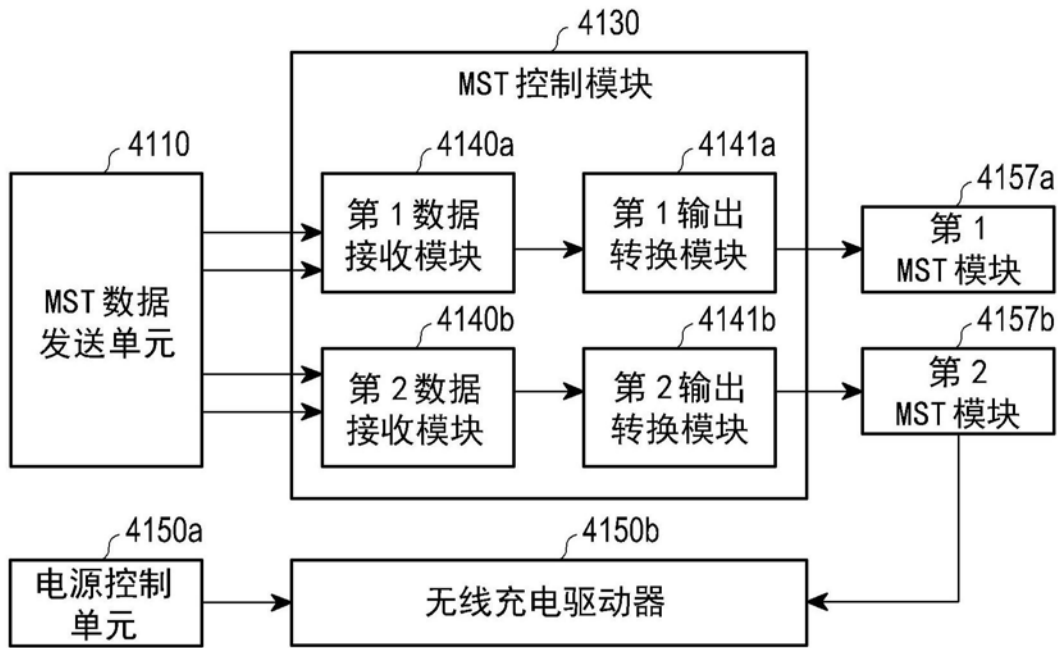 4130
MST 控制模块
4110
4140a
4141a
4157a
MST 数据
发送单元
第 1 数据
接收模块
第 1 输出
转换模块
第 1
MST 模块
4140b
4141b
4157b
第 2 数据
接收模块
第 2 输出
转换模块
第 2
MST 模块
4150a
4150b
电源控制
单元
无线充电驱动器